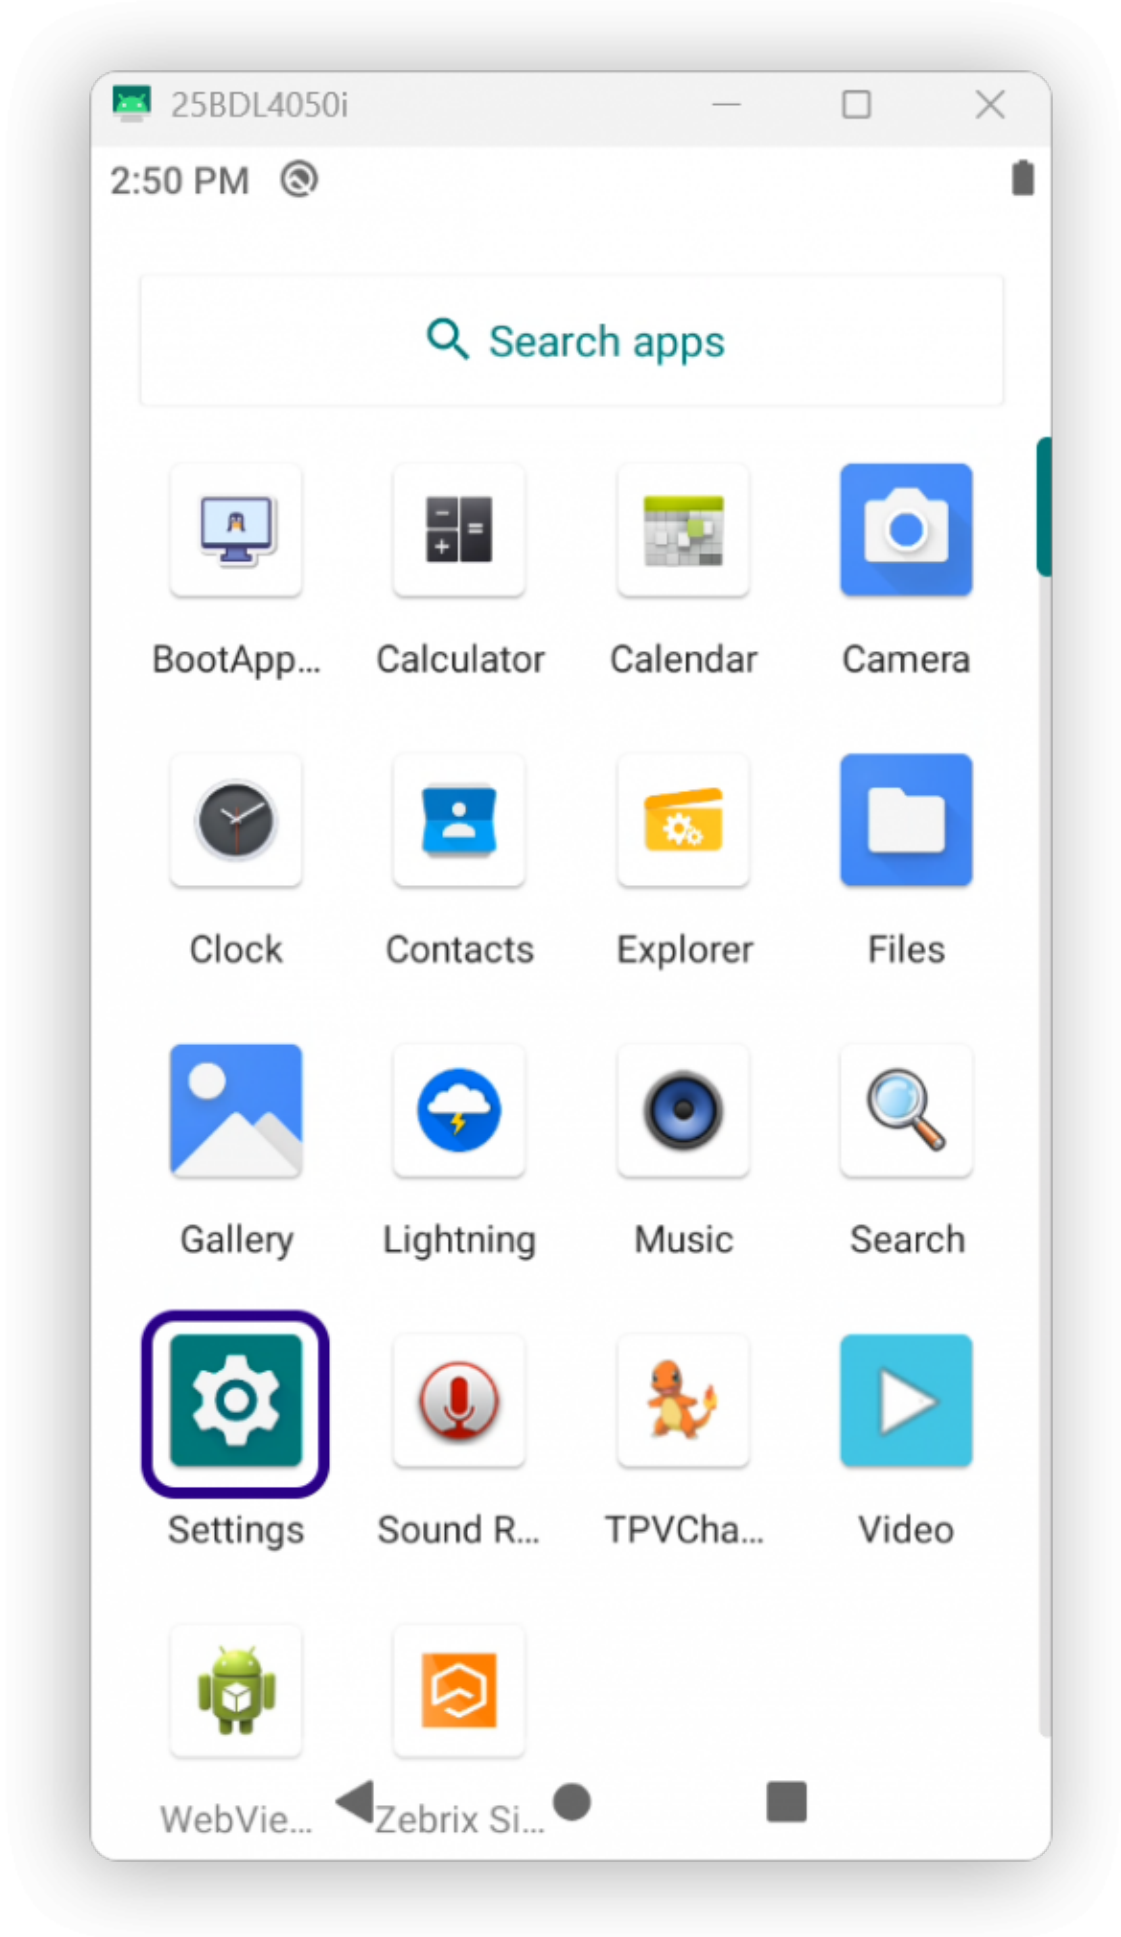 25BDL4050i
2:50 PM
Search apps
BootApp... Calculator Calendar Camera
Clock Contacts Explorer Files
Gallery Lightning Music Search
Settings Sound R... TPVCha... Video
WebVie... Zebrix Si...